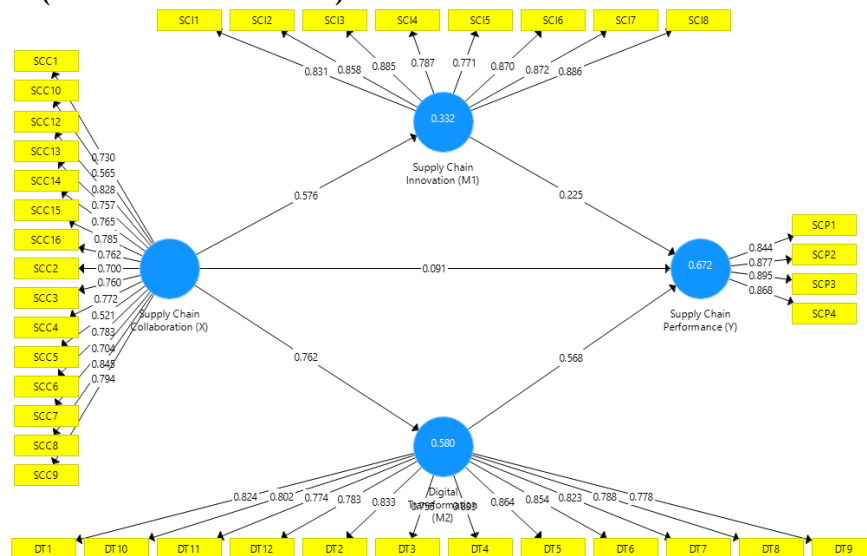 SCI1 SCI2 SCI3 SCI4 SCI5 SCI6 SCI7 SCI8
0.831 0.858 0.885 0.787 0.771 0.870 0.872 0.886
SCC1
SCC10
SCC12
SCC13
SCC14
SCC15
SCC16
SCC2
SCC3
SCC4
SCC5
SCC6
SCC7
SCC8
SCC9
0.730
0.565
0.828
0.757
0.765
0.785
0.762
0.700
0.760
0.772
0.521
0.783
0.704
0.845
0.794
Supply Chain
Collaboration (X)
0.332
Supply Chain
Innovation (M1)
0.576
0.225
0.091
0.762
0.568
0.672
Supply Chain
Performance (Y)
0.844
0.877
0.895
0.868
SCP1
SCP2
SCP3
SCP4
0.580
Digital
(M2)
0.824 0.802 0.774 0.783 0.833 0.864 0.854 0.823 0.788 0.778
DT1 DT10 DT11 DT12 DT2 DT3 DT4 DT5 DT6 DT7 DT8 DT9